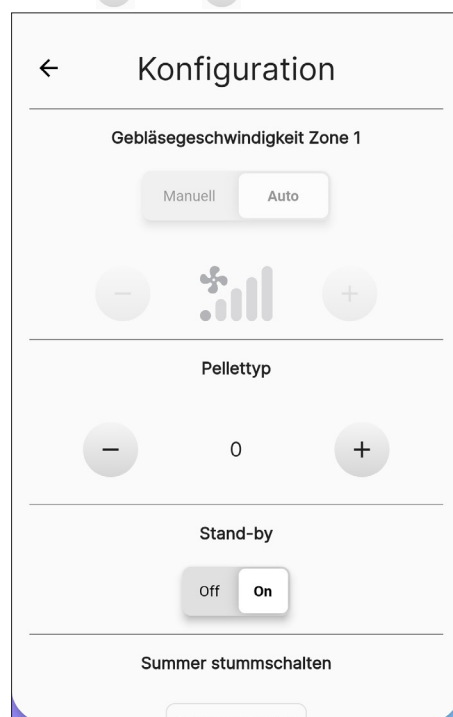 Konfiguration
Gebläsegeschwindigkeit Zone 1
Manuell Auto
Pellettyp
0
Stand-by
Off On
Summer stummschalten